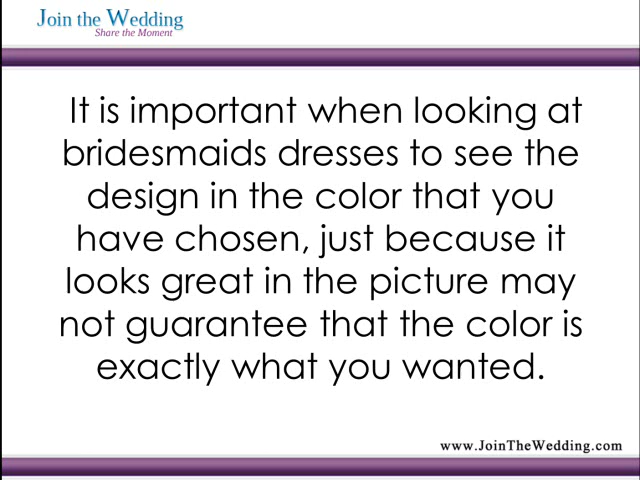 Join the Wedding
Share the Moment
It is important when looking at
bridesmaids dresses to see the
design in the color that you
have chosen, just because it
looks great in the picture may
not guarantee that the color is
exactly what you wanted.
www.JoinTheWedding.com